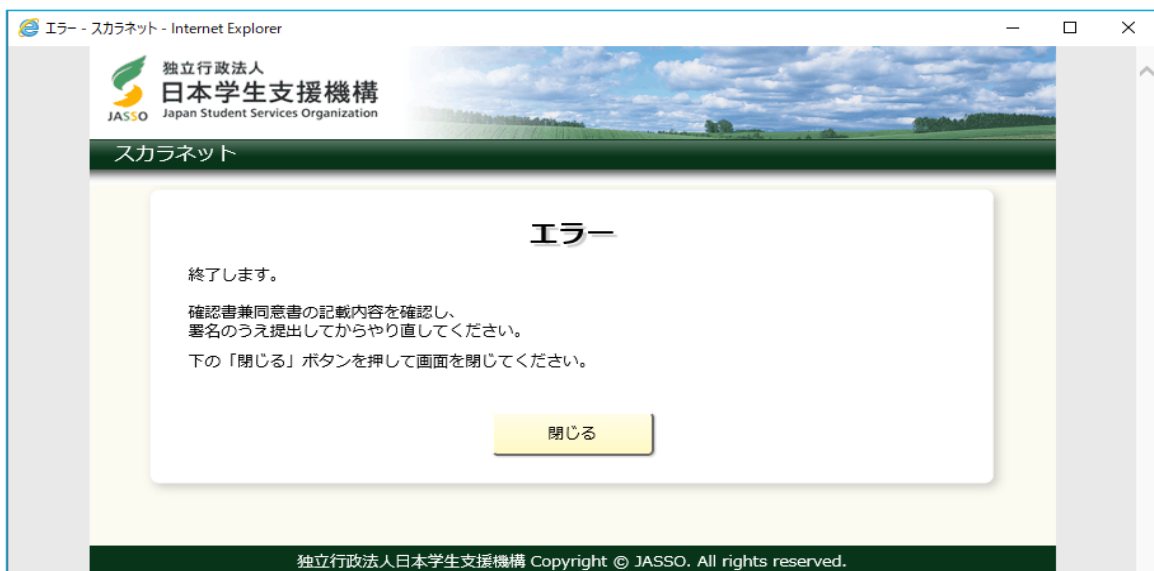 エラー - スカラネット - Internet Explorer
独立行政法人
日本学生支援機構
JASSO Japan Student Services Organization
スカラネット
エラー
終了します。
確認書兼同意書の記載内容を確認し、
署名のうえ提出してからやり直してください。
下の「閉じる」ボタンを押して画面を閉じてください。
閉じる
独立行政法人日本学生支援機構 Copyright © JASSO. All rights reserved.